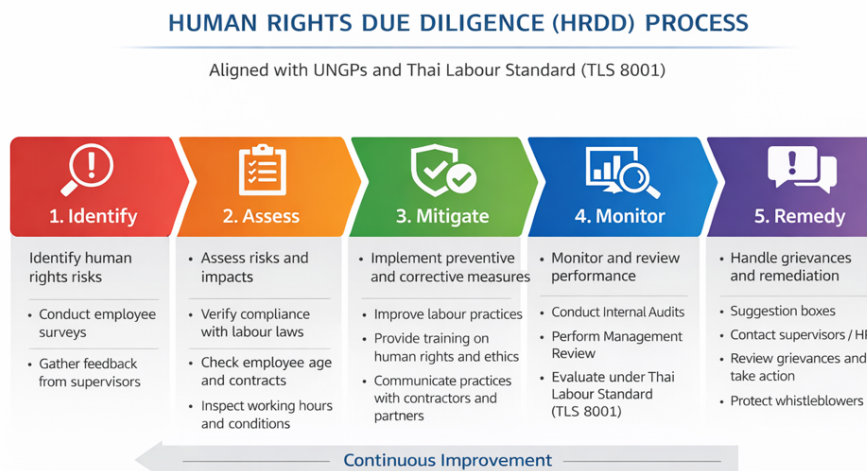 HUMAN RIGHTS DUE DILIGENCE (HRDD) PROCESS
Aligned with UNGPs and Thai Labour Standard (TLS 8001)
1. Identify
Identify human
rights risks
• Conduct employee
surveys
• Gather feedback
from supervisors
2. Assess
• Assess risks and
impacts
• Verify compliance
with labour laws
• Check employee age
and contracts
• Inspect working hours
and conditions
3. Mitigate
• Implement preventive
and corrective measures
• Improve labour practices
• Provide training on
human rights and ethics
• Communicate practices
with contractors and
partners
4. Monitor
• Monitor and review
performance
• Conduct Internal Audits
• Perform Management
Review
• Evaluate under Thai
Labour Standard
(TLS 8001)
5. Remedy
• Handle grievances
and remediation
• Suggestion boxes
• Contact supervisors /
• Review grievances and
take action
• Protect whistleblowers
Continuous Improvement